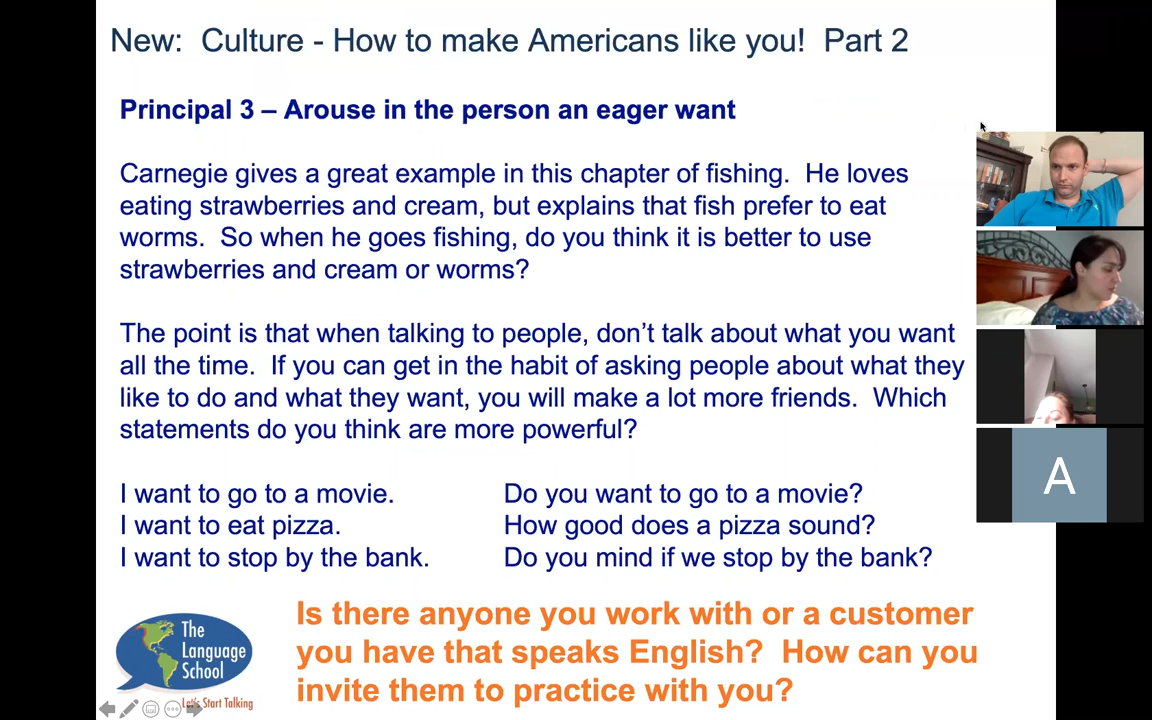 New:  Culture - How to make Americans like you!  Part 2
Principal 3 – Arouse in the person an eager want
Carnegie gives a great example in this chapter of fishing.  He loves
eating strawberries and cream, but explains that fish prefer to eat
worms.  So when he goes fishing, do you think it is better to use
strawberries and cream or worms?
The point is that when talking to people, don’t talk about what you want
all the time.  If you can get in the habit of asking people about what they
like to do and what they want, you will make a lot more friends.  Which
statements do you think are more powerful?
I want to go to a movie.
I want to eat pizza.
I want to stop by the bank.
Do you want to go to a movie?
How good does a pizza sound?
Do you mind if we stop by the bank?
Is there anyone you work with or a customer
you have that speaks English?  How can you
invite them to practice with you?
The
Language
School
Let's Start Talking
A